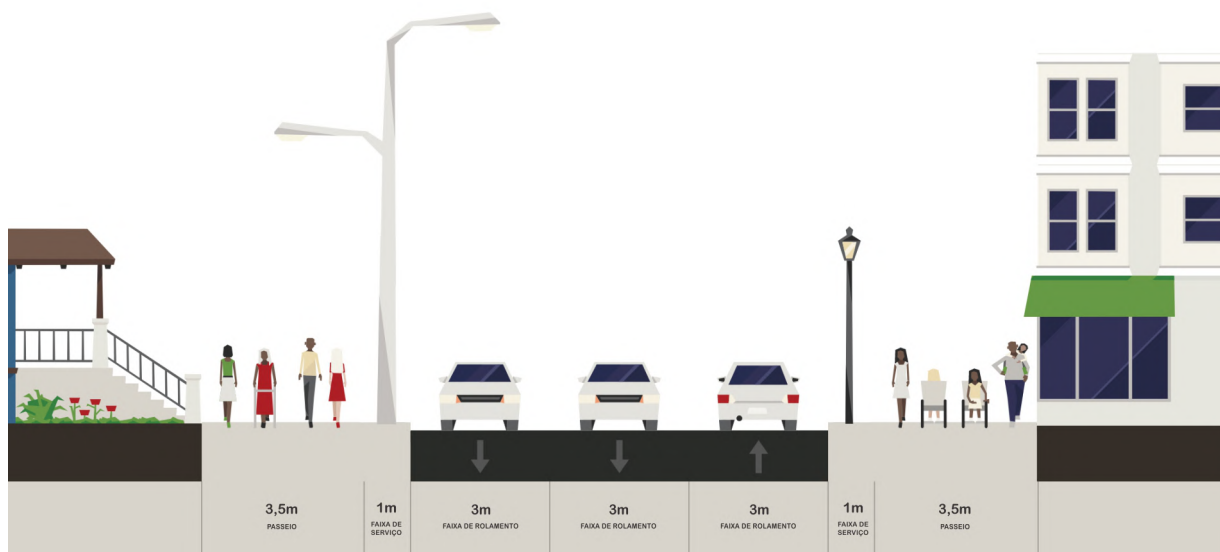 3,5m
PASSEIO
1m
FAIXA DE
SERVIÇO
3m
FAIXA DE ROLAMENTO
3m
FAIXA DE ROLAMENTO
3m
FAIXA DE ROLAMENTO
1m
FAIXA DE
SERVIÇO
3,5m
PASSEIO